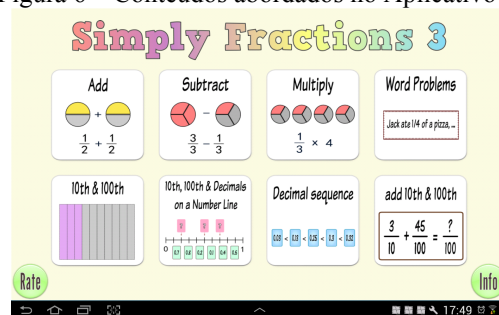 Figura 6 – Conteúdos abordados no Aplicativo
Simply Fractions 3
Add
1/2 + 1/2
Subtract
3/3 - 1/3
Multiply
1/3 × 4
Word Problems
Jack ate 1/4 of a pizza, ...
10th & 100th
10th, 100th & Decimals
on a Number Line
0 1
Decimal sequence
add 10th & 100th
3/10 + 45/100 = ?/100
Rate
Info
17:49